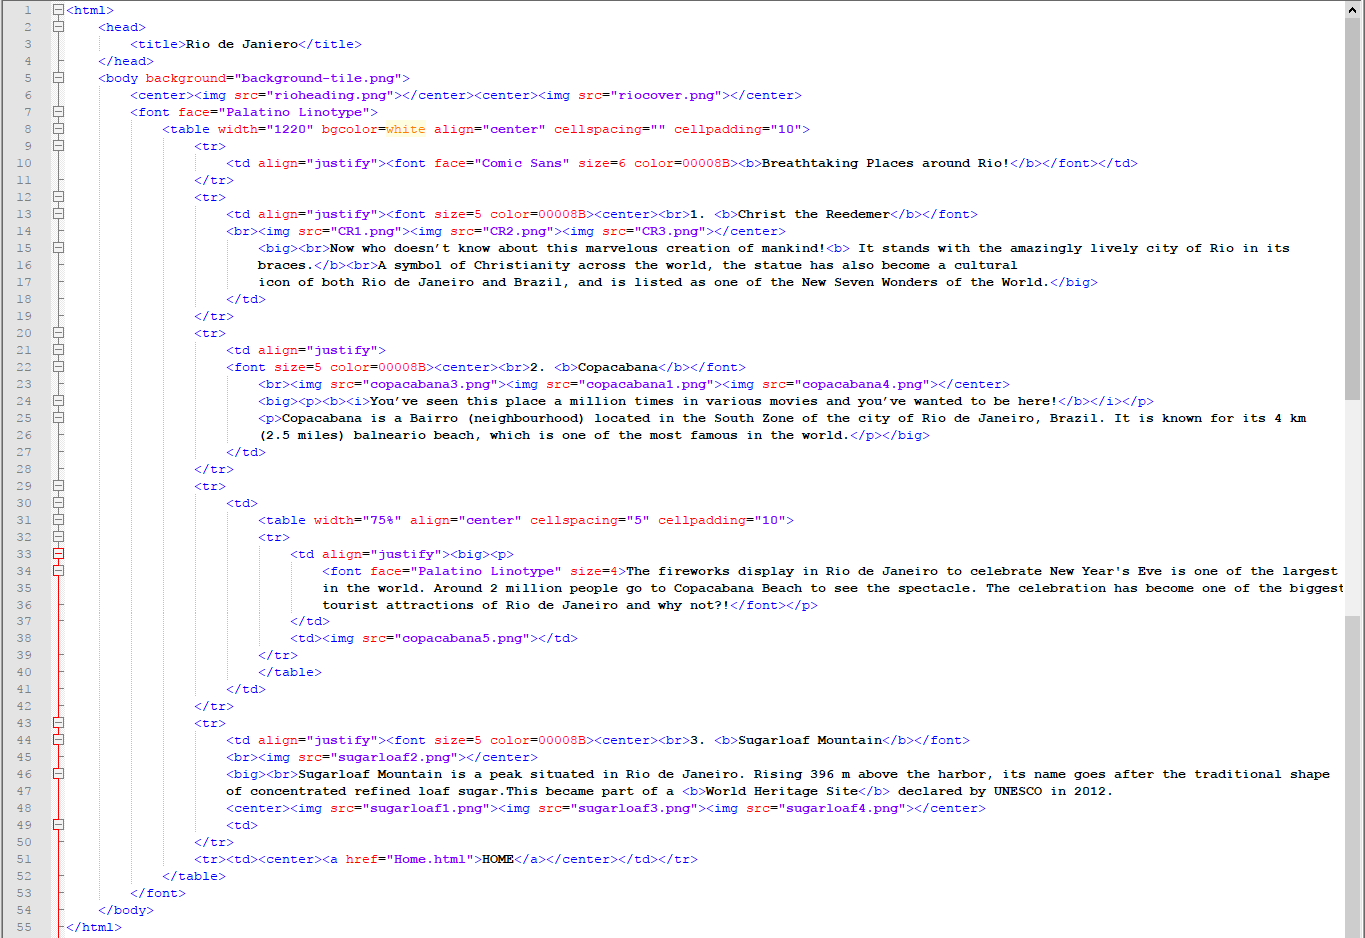 1 <html>
2 <head>
3 <title>Rio de Janiero</title>
4 </head>
5 <body background="background-tile.png">
6 <center><img src="rioheading.png"></center><center><img src="riocover.png"></center>
7 <font face="Palatino Linotype">
8 <table width="1220" bgcolor=white align="center" cellspacing="" cellpadding="10">
9 <tr>
10 <td align="justify"><font face="Comic Sans" size=6 color=00008B><b>Breathtaking Places around Rio!</b></font></td>
11 </tr>
12 <tr>
13 <td align="justify"><font size=5 color=00008B><center><br>1. <b>Christ the Reedemer</b></font>
14 <br><img src="CR1.png"><img src="CR2.png"><img src="CR3.png"></center>
15 <big><br>Now who doesn’t know about this marvelous creation of mankind!<b> It stands with the amazingly lively city of Rio in its
16 braces.</b><br>A symbol of Christianity across the world, the statue has also become a cultural
17 icon of both Rio de Janeiro and Brazil, and is listed as one of the New Seven Wonders of the World.</big>
18 </td>
19 </tr>
20 <tr>
21 <td align="justify">
22 <font size=5 color=00008B><center><br>2. <b>Copacabana</b></font>
23 <br><img src="copacabana3.png"><img src="copacabana1.png"><img src="copacabana4.png"></center>
24 <big><p><b><i>You’ve seen this place a million times in various movies and you’ve wanted to be here!</b></i></p>
25 <p>Copacabana is a Bairro (neighbourhood) located in the South Zone of the city of Rio de Janeiro, Brazil. It is known for its 4 km
26 (2.5 miles) balneario beach, which is one of the most famous in the world.</p></big>
27 </td>
28 </tr>
29 <tr>
30 <td>
31 <table width="75%" align="center" cellspacing="5" cellpadding="10">
32 <tr>
33 <td align="justify"><big><p>
34 <font face="Palatino Linotype" size=4>The fireworks display in Rio de Janeiro to celebrate New Year's Eve is one of the largest
35 in the world. Around 2 million people go to Copacabana Beach to see the spectacle. The celebration has become one of the biggest
36 tourist attractions of Rio de Janeiro and why not?!</font></p>
37 </td>
38 <td><img src="copacabana5.png"></td>
39 </tr>
40 </table>
41 </td>
42 </tr>
43 <tr>
44 <td align="justify"><font size=5 color=00008B><center><br>3. <b>Sugarloaf Mountain</b></font>
45 <br><img src="sugarloaf2.png"></center>
46 <big><br>Sugarloaf Mountain is a peak situated in Rio de Janeiro. Rising 396 m above the harbor, its name goes after the traditional shape
47 of concentrated refined loaf sugar.This became part of a <b>World Heritage Site</b> declared by UNESCO in 2012.
48 <center><img src="sugarloaf1.png"><img src="sugarloaf3.png"><img src="sugarloaf4.png"></center>
49 <td>
50 </tr>
51 <tr><td><center><a href="Home.html">HOME</a></center></td></tr>
52 </table>
53 </font>
54 </body>
55 </html>